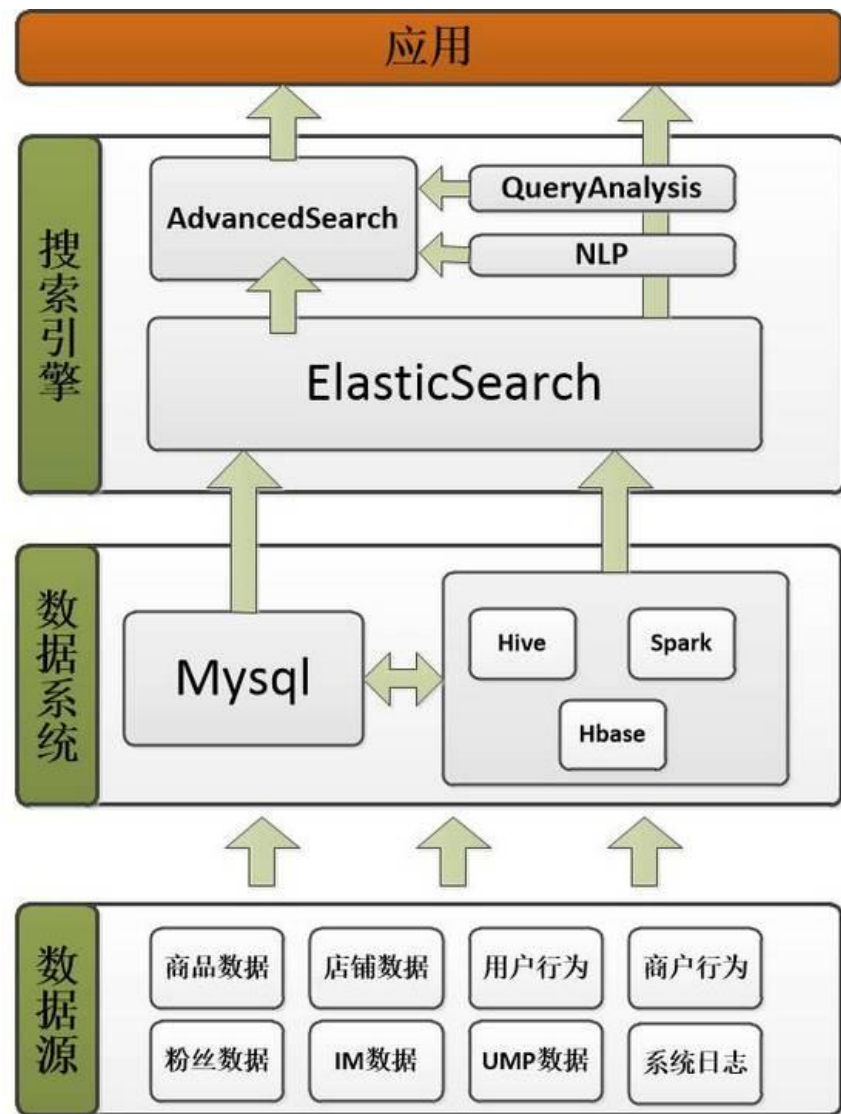 应用
搜索引擎
AdvancedSearch
QueryAnalysis
NLP
ElasticSearch
数据系统
Mysql
Hive
Spark
Hbase
数据源
商品数据
店铺数据
用户行为
商户行为
粉丝数据
IM数据
UMP数据
系统日志